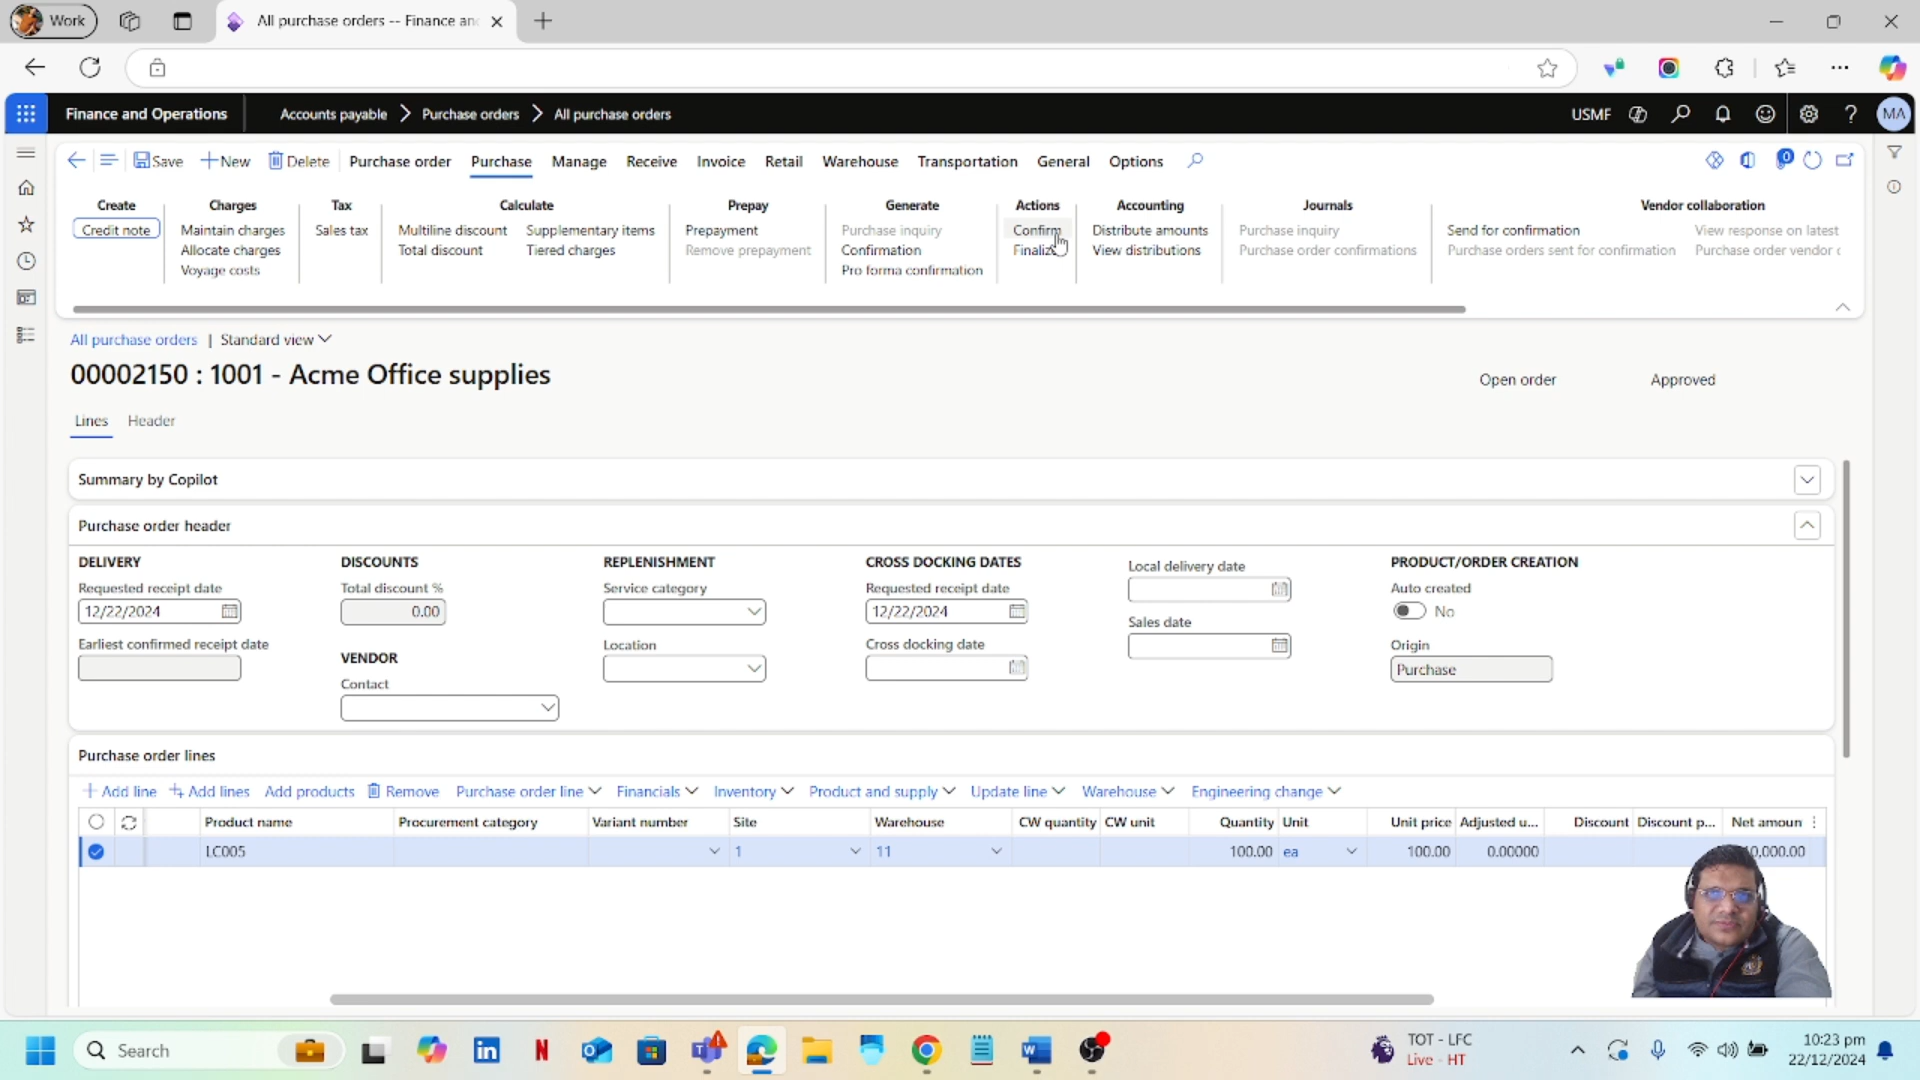 Work
All purchase orders -- Finance an
Finance and Operations
Accounts payable
Purchase orders
All purchase orders
USMF
MA
Save
New
Delete
Purchase order
Purchase
Manage
Receive
Invoice
Retail
Warehouse
Transportation
General
Options
0
Create
Credit note
Charges
Maintain charges
Allocate charges
Voyage costs
Tax
Sales tax
Calculate
Multiline discount
Total discount
Supplementary items
Tiered charges
Prepay
Prepayment
Remove prepayment
Generate
Purchase inquiry
Confirmation
Pro forma confirmation
Actions
Confirm
Finalize
Accounting
Distribute amounts
View distributions
Journals
Purchase inquiry
Purchase order confirmations
Vendor collaboration
Send for confirmation
Purchase orders sent for confirmation
View response on latest
Purchase order vendor c
All purchase orders | Standard view
00002150 : 1001 - Acme Office supplies
Open order
Approved
Lines
Header
Summary by Copilot
Purchase order header
DELIVERY
Requested receipt date
12/22/2024
Earliest confirmed receipt date
DISCOUNTS
Total discount %
0.00
VENDOR
Contact
REPLENISHMENT
Service category
Location
CROSS DOCKING DATES
Requested receipt date
12/22/2024
Cross docking date
Local delivery date
Sales date
PRODUCT/ORDER CREATION
Auto created
No
Origin
Purchase
Purchase order lines
Add line
Add lines
Add products
Remove
Purchase order line
Financials
Inventory
Product and supply
Update line
Warehouse
Engineering change
Product name Procurement category Variant number Site Warehouse CW quantity CW unit Quantity Unit Unit price Adjusted u... Discount Discount p... Net amoun
LC005 1 11 100.00 ea 100.00 0.00000 0,000.00
Search
TOT - LFC
Live - HT
10:23 pm
22/12/2024